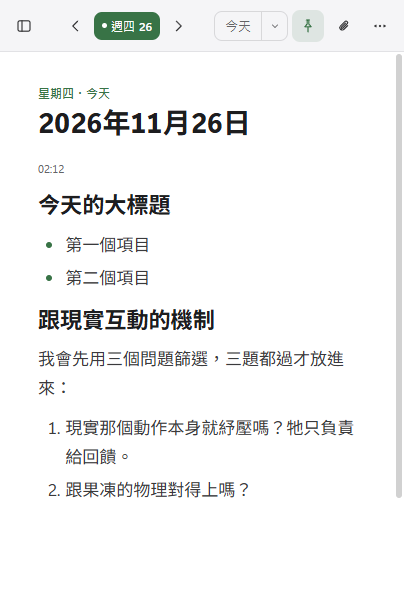 週四 26
今天
星期四・今天
2026年11月26日
02:12
今天的大標題
第一個項目
第二個項目
跟現實互動的機制
我會先用三個問題篩選，三題都過才放進
來：
1. 現實那個動作本身就紓壓嗎？牠只負責
給回饋。
2. 跟果凍的物理對得上嗎？